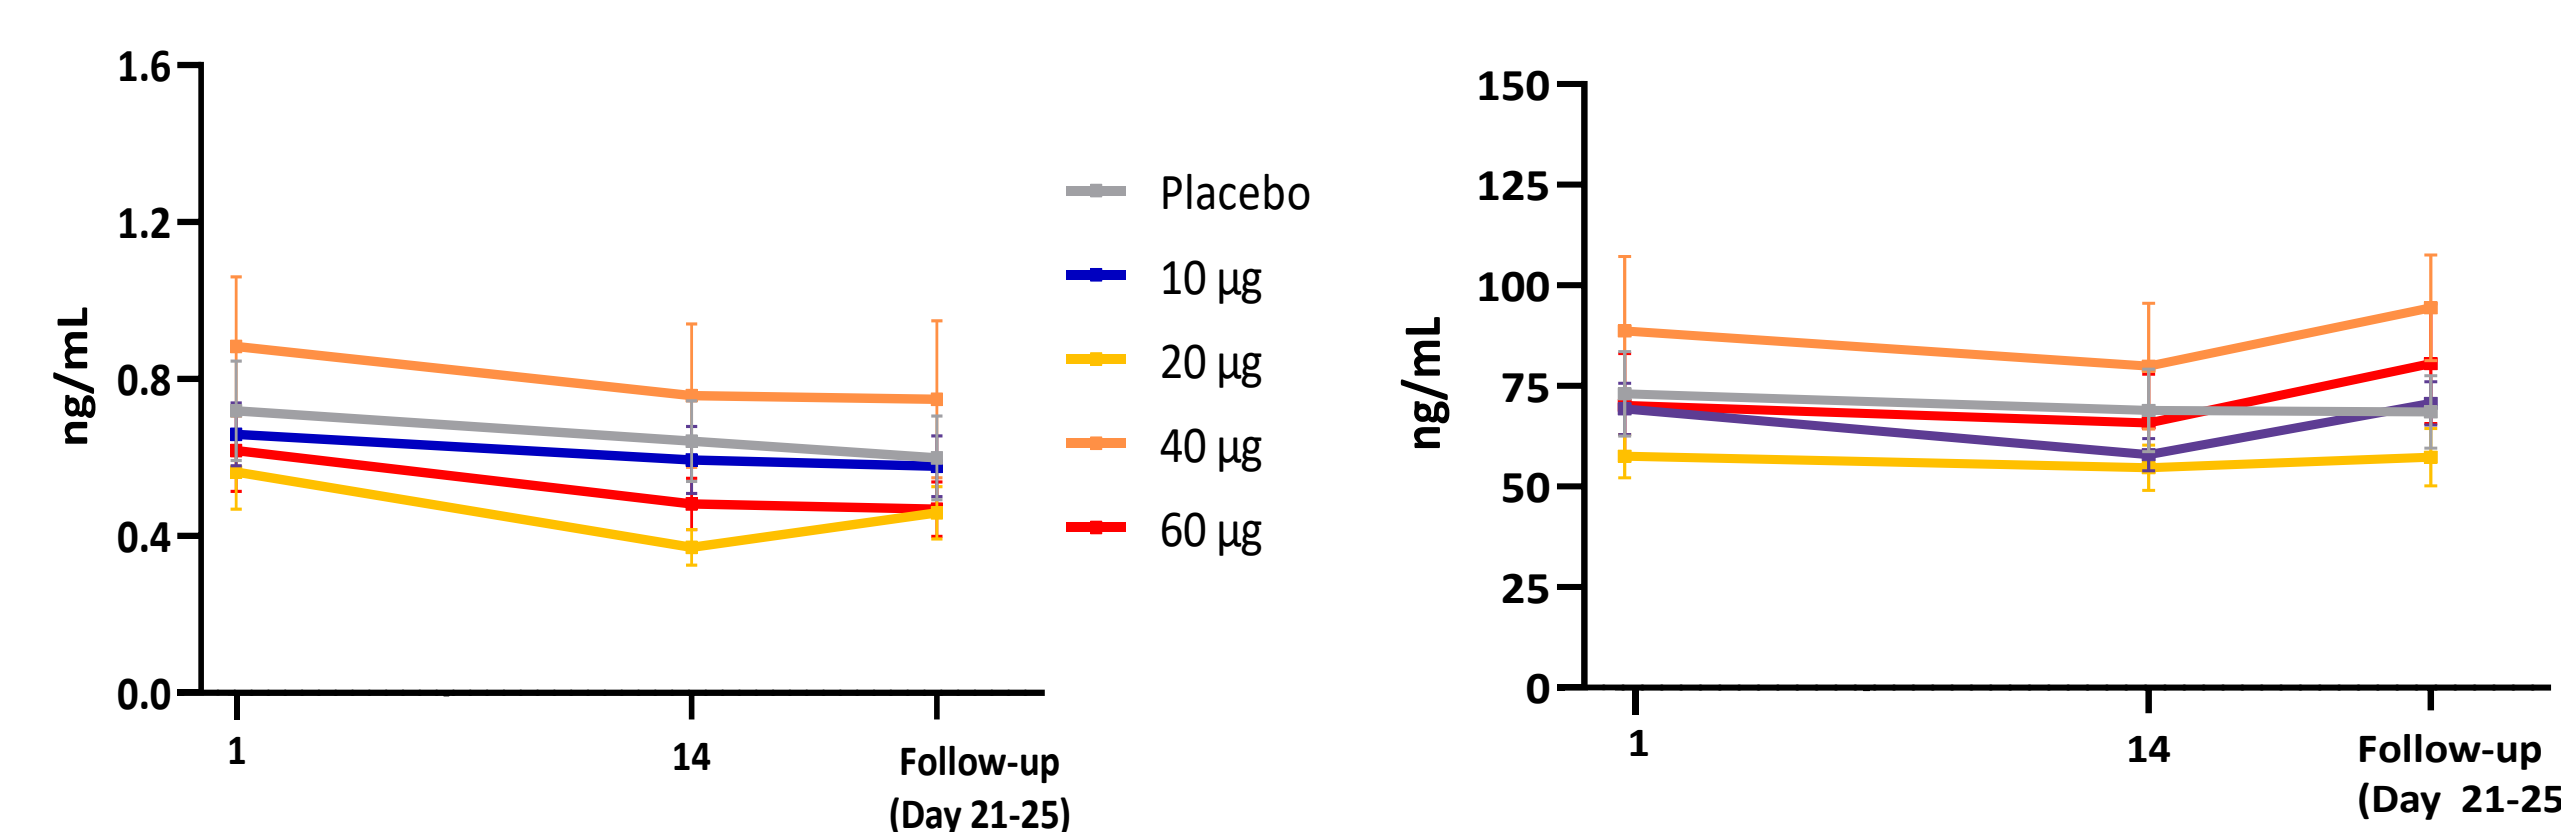 1.6
1.2
0.8
0.4
0.0
ng/mL
1
14
Follow-up
(Day 21-25)
Placebo
10 µg
20 µg
40 µg
60 µg
150
125
100
75
50
25
0
ng/mL
1
14
Follow-up
(Day 21-25